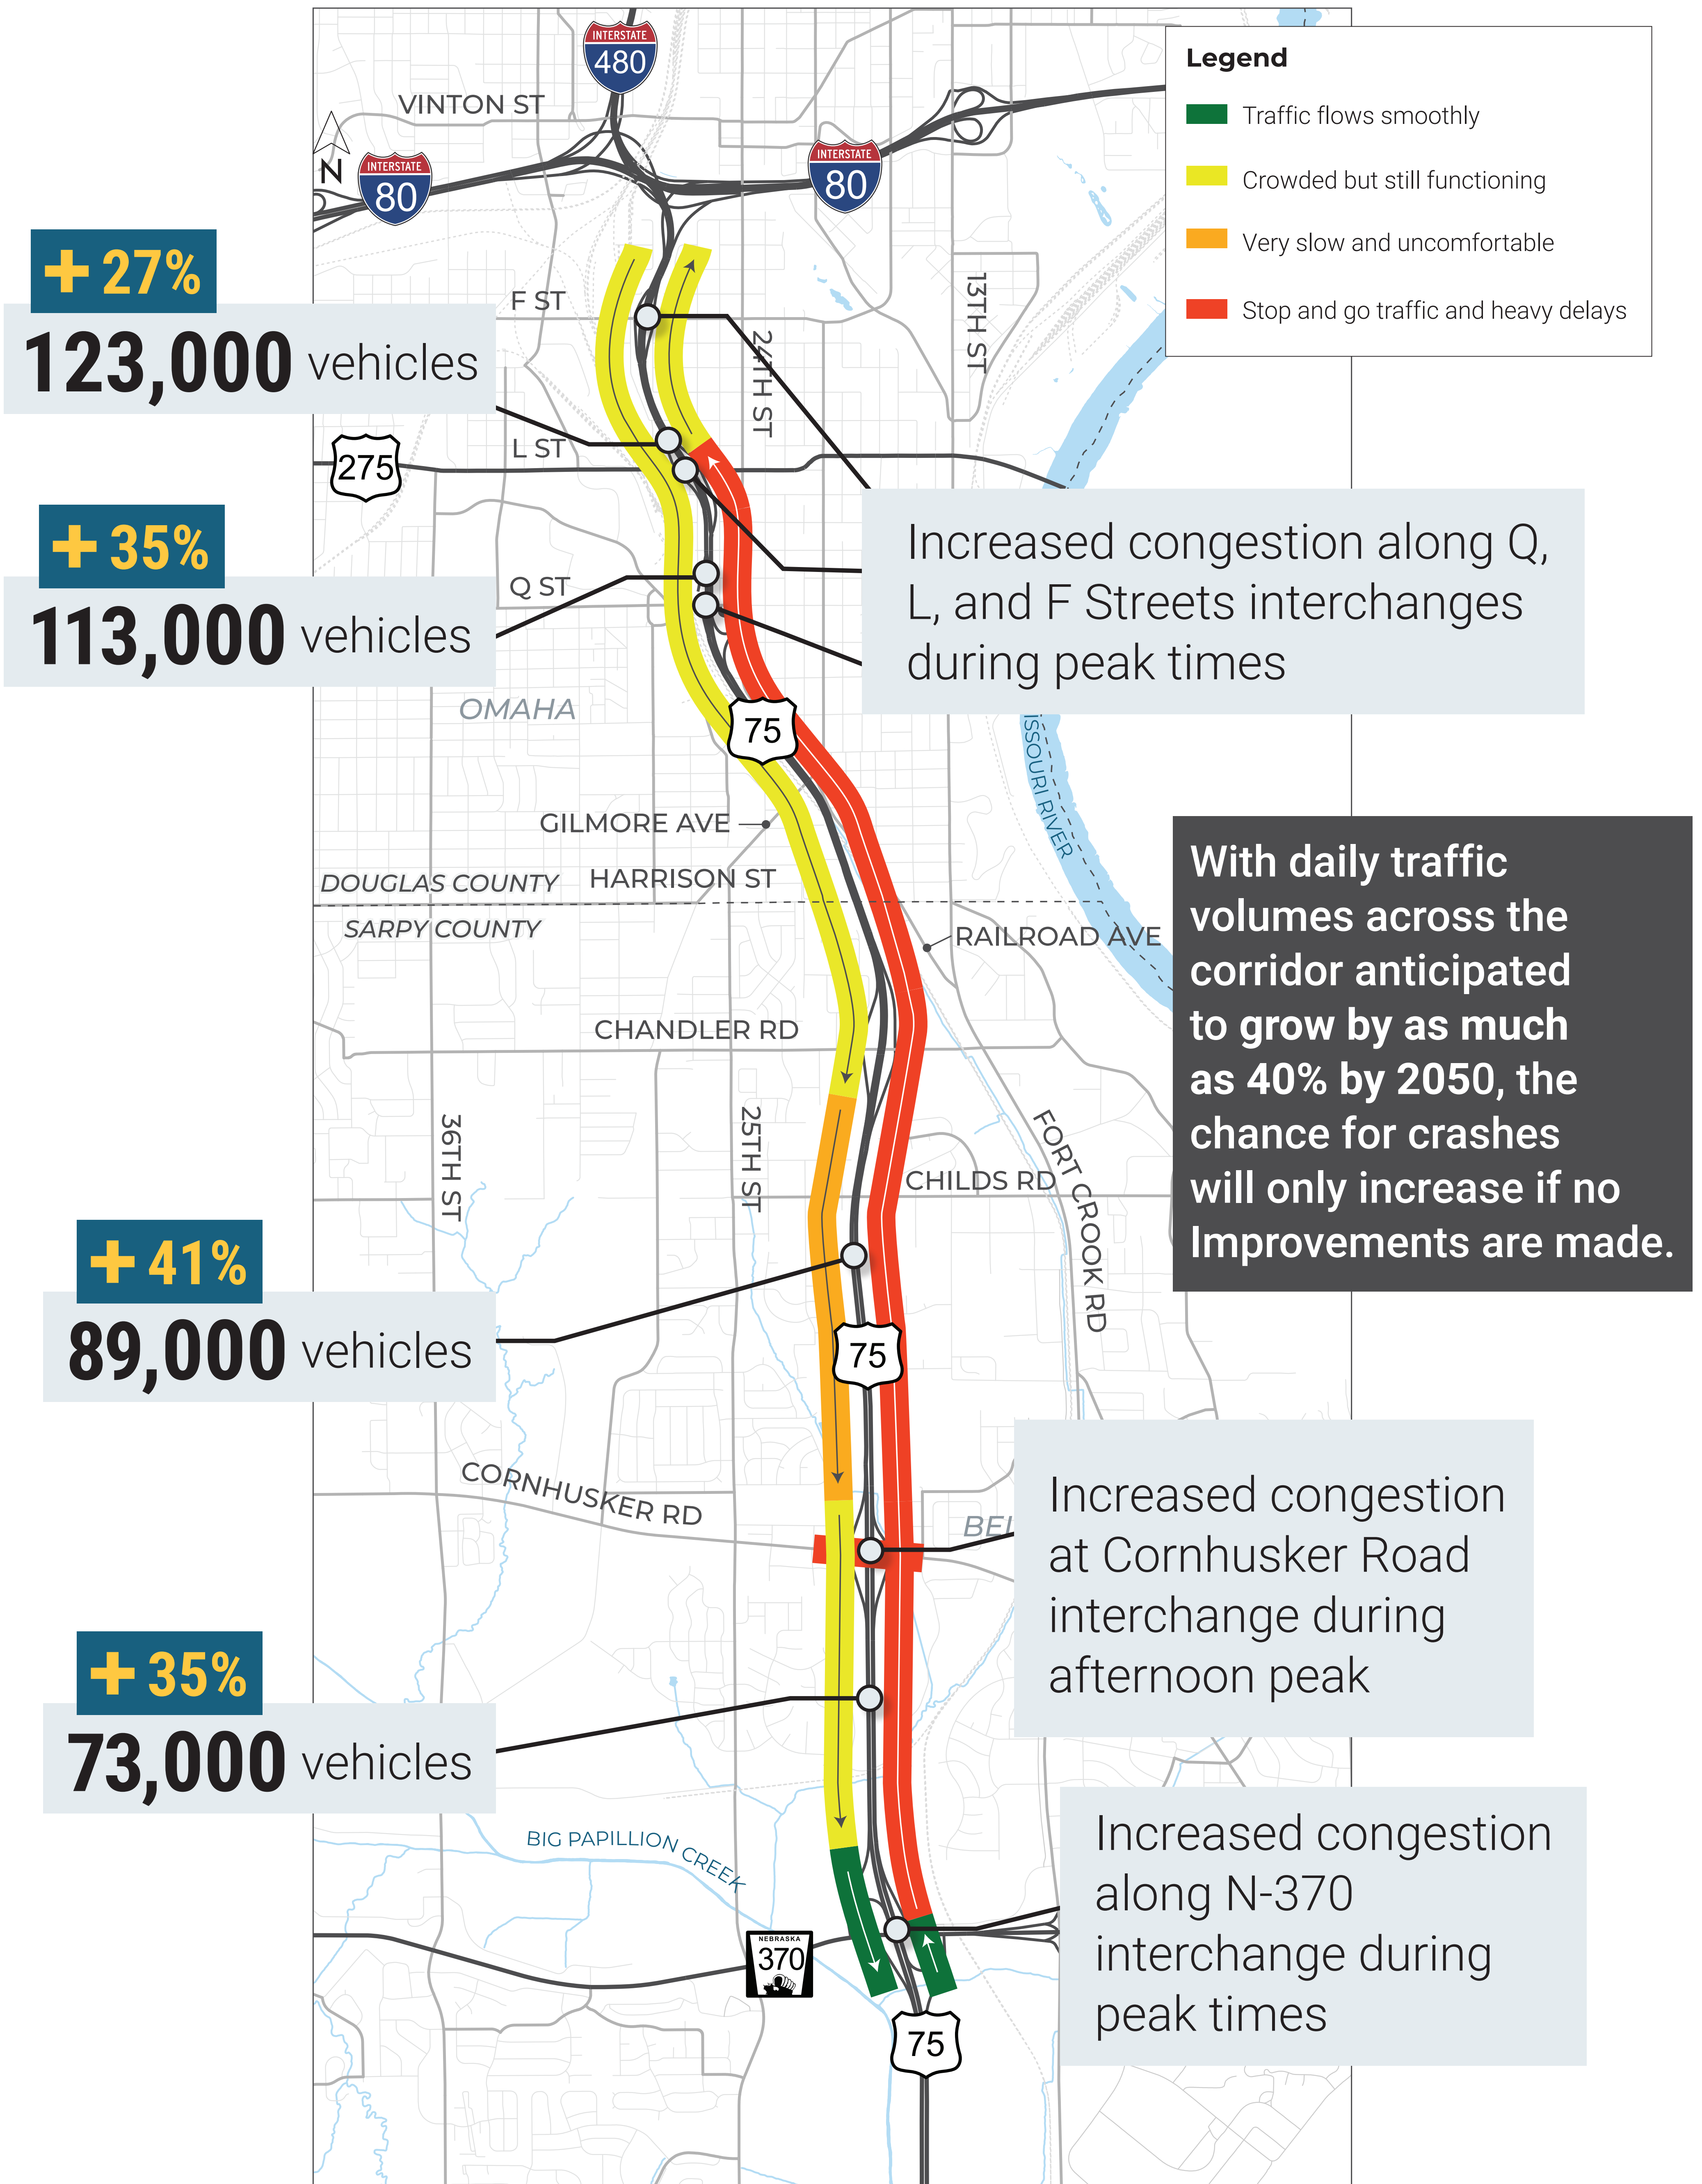 INTERSTATE
480
VINTON ST
N
INTERSTATE
80
INTERSTATE
80
Legend
Traffic flows smoothly
Crowded but still functioning
Very slow and uncomfortable
Stop and go traffic and heavy delays
+ 27%
123,000 vehicles
F ST
24TH ST
13TH ST
L ST
275
+ 35%
113,000 vehicles
Q ST
Increased congestion along Q,
L, and F Streets interchanges
during peak times
OMAHA
75
ISSOURI RIVER
GILMORE AVE
HARRISON ST
DOUGLAS COUNTY
SARPY COUNTY
RAILROAD AVE
With daily traffic
volumes across the
corridor anticipated
to grow by as much
as 40% by 2050, the
chance for crashes
will only increase if no
Improvements are made.
CHANDLER RD
36TH ST
25TH ST
FORT CROOK RD
CHILDS RD
+ 41%
89,000 vehicles
75
CORNHUSKER RD
BEL
Increased congestion
at Cornhusker Road
interchange during
afternoon peak
+ 35%
73,000 vehicles
BIG PAPILLION CREEK
Increased congestion
along N-370
interchange during
peak times
NEBRASKA
370
75